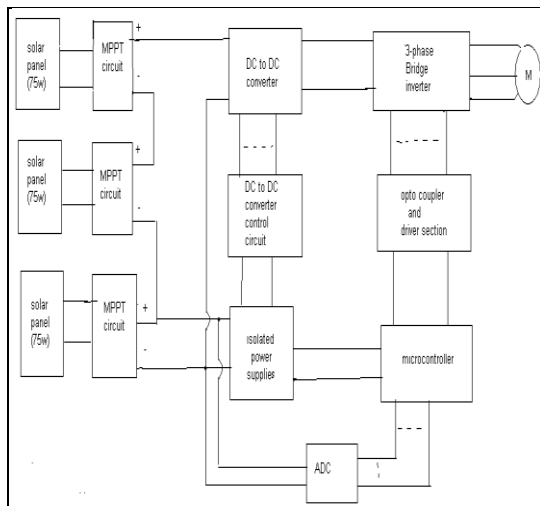 solar
panel
(75w)
MPPT
circuit
+
-
DC to DC
converter
3-phase
Bridge
inverter
M
solar
panel
(75w)
MPPT
circuit
+
-
DC to DC
converter
control
circuit
opto coupler
and
driver section
solar
panel
(75w)
MPPT
circuit
+
-
isolated
power
supplies
microcontroller
ADC